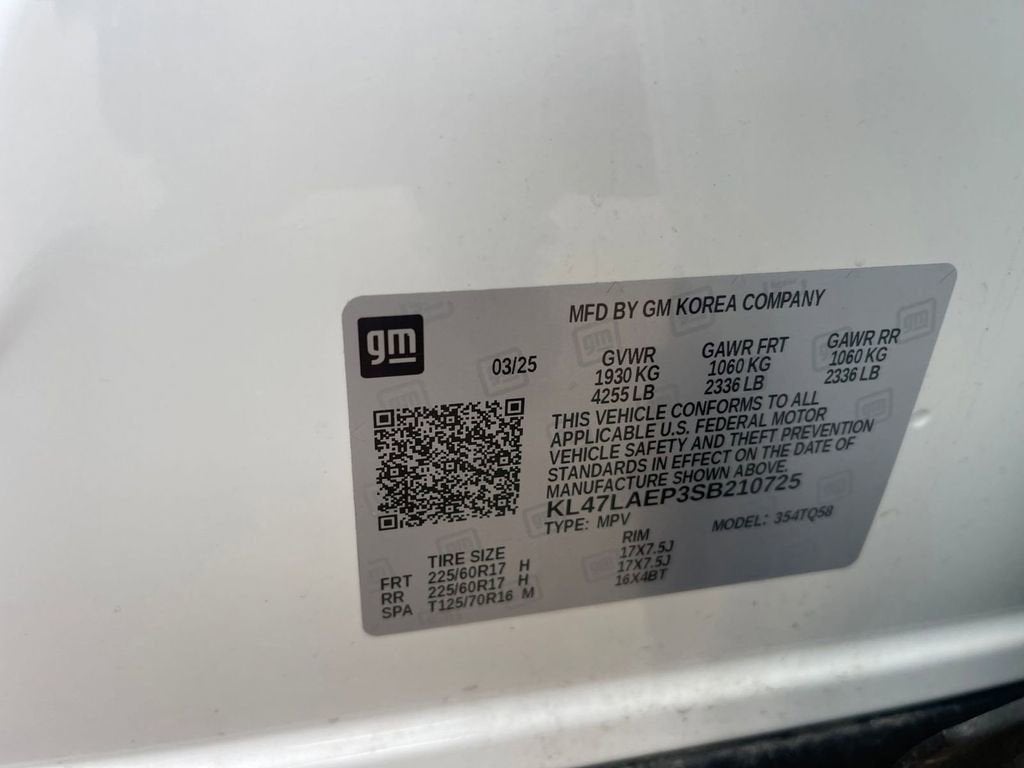 gm
MFD BY GM KOREA COMPANY
03/25
GVWR GAWR FRT GAWR RR
1930 KG 1060 KG 1060 KG
4255 LB 2336 LB 2336 LB
THIS VEHICLE CONFORMS TO ALL
APPLICABLE U.S. FEDERAL MOTOR
VEHICLE SAFETY AND THEFT PREVENTION
STANDARDS IN EFFECT ON THE DATE OF
MANUFACTURE SHOWN ABOVE.
KL47LAEP3SB210725
TYPE: MPV MODEL: 354TQ58
TIRE SIZE RIM
FRT 225/60R17 H 17X7.5J
RR 225/60R17 H 17X7.5J
SPA T125/70R16 M 16X4BT